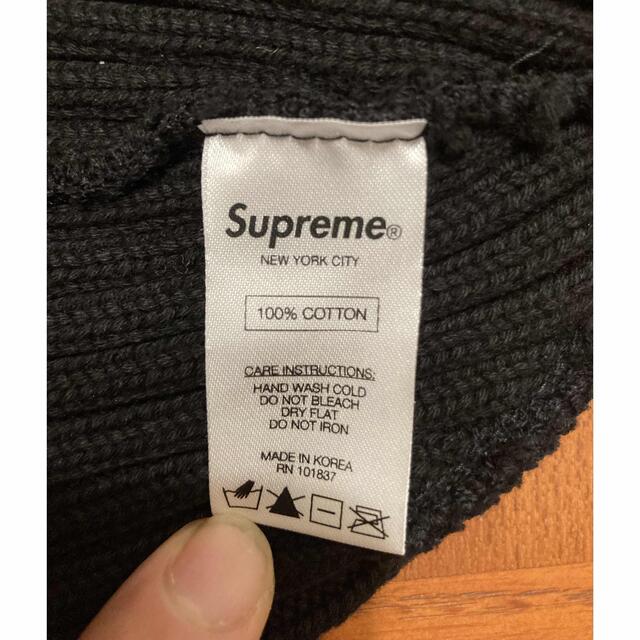 Supreme®
NEW YORK CITY
100% COTTON
CARE INSTRUCTIONS:
HAND WASH COLD
DO NOT BLEACH
DRY FLAT
DO NOT IRON
MADE IN KOREA
RN 101837